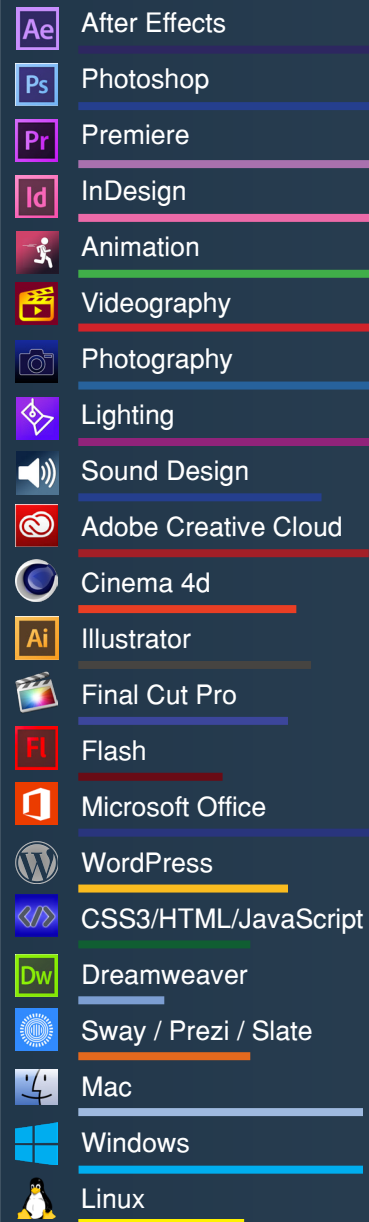 Ae After Effects
Ps Photoshop
Pr Premiere
Id InDesign
Animation
Videography
Photography
Lighting
Sound Design
Adobe Creative Cloud
Cinema 4d
Ai Illustrator
Final Cut Pro
Fl Flash
Microsoft Office
WordPress
</> CSS3/HTML/JavaScript
Dw Dreamweaver
Sway / Prezi / Slate
Mac
Windows
Linux